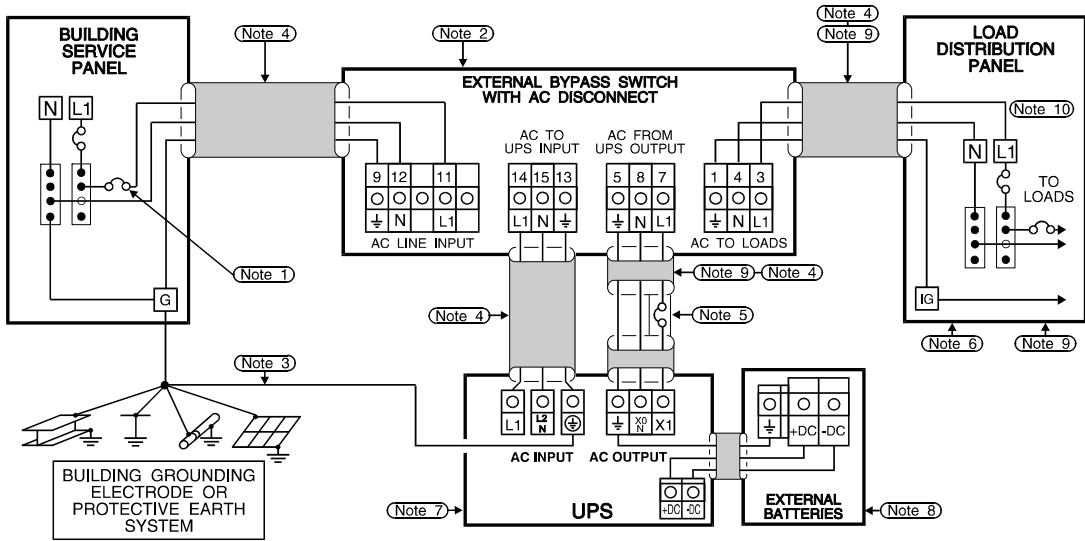 BUILDING
SERVICE
PANEL
Note 4
Note 2
Note 4
Note 9
LOAD
DISTRIBUTION
PANEL
EXTERNAL BYPASS SWITCH
WITH AC DISCONNECT
N L1
Note 10
AC TO
UPS INPUT
AC FROM
UPS OUTPUT
N L1
TO
LOADS
9 12 11
N L1
AC LINE INPUT
14 15 13
L1 N
5 8 7
N L1
1 4 3
N L1
AC TO LOADS
Note 1
G
Note 9 Note 4
IG
Note 4
Note 5
Note 6
Note 9
Note 3
L1 L2 N
AC INPUT
X0 N X1
AC OUTPUT
+DC -DC
+DC -DC
BUILDING GROUNDING
ELECTRODE OR
PROTECTIVE EARTH
SYSTEM
Note 7
UPS
EXTERNAL
BATTERIES
Note 8